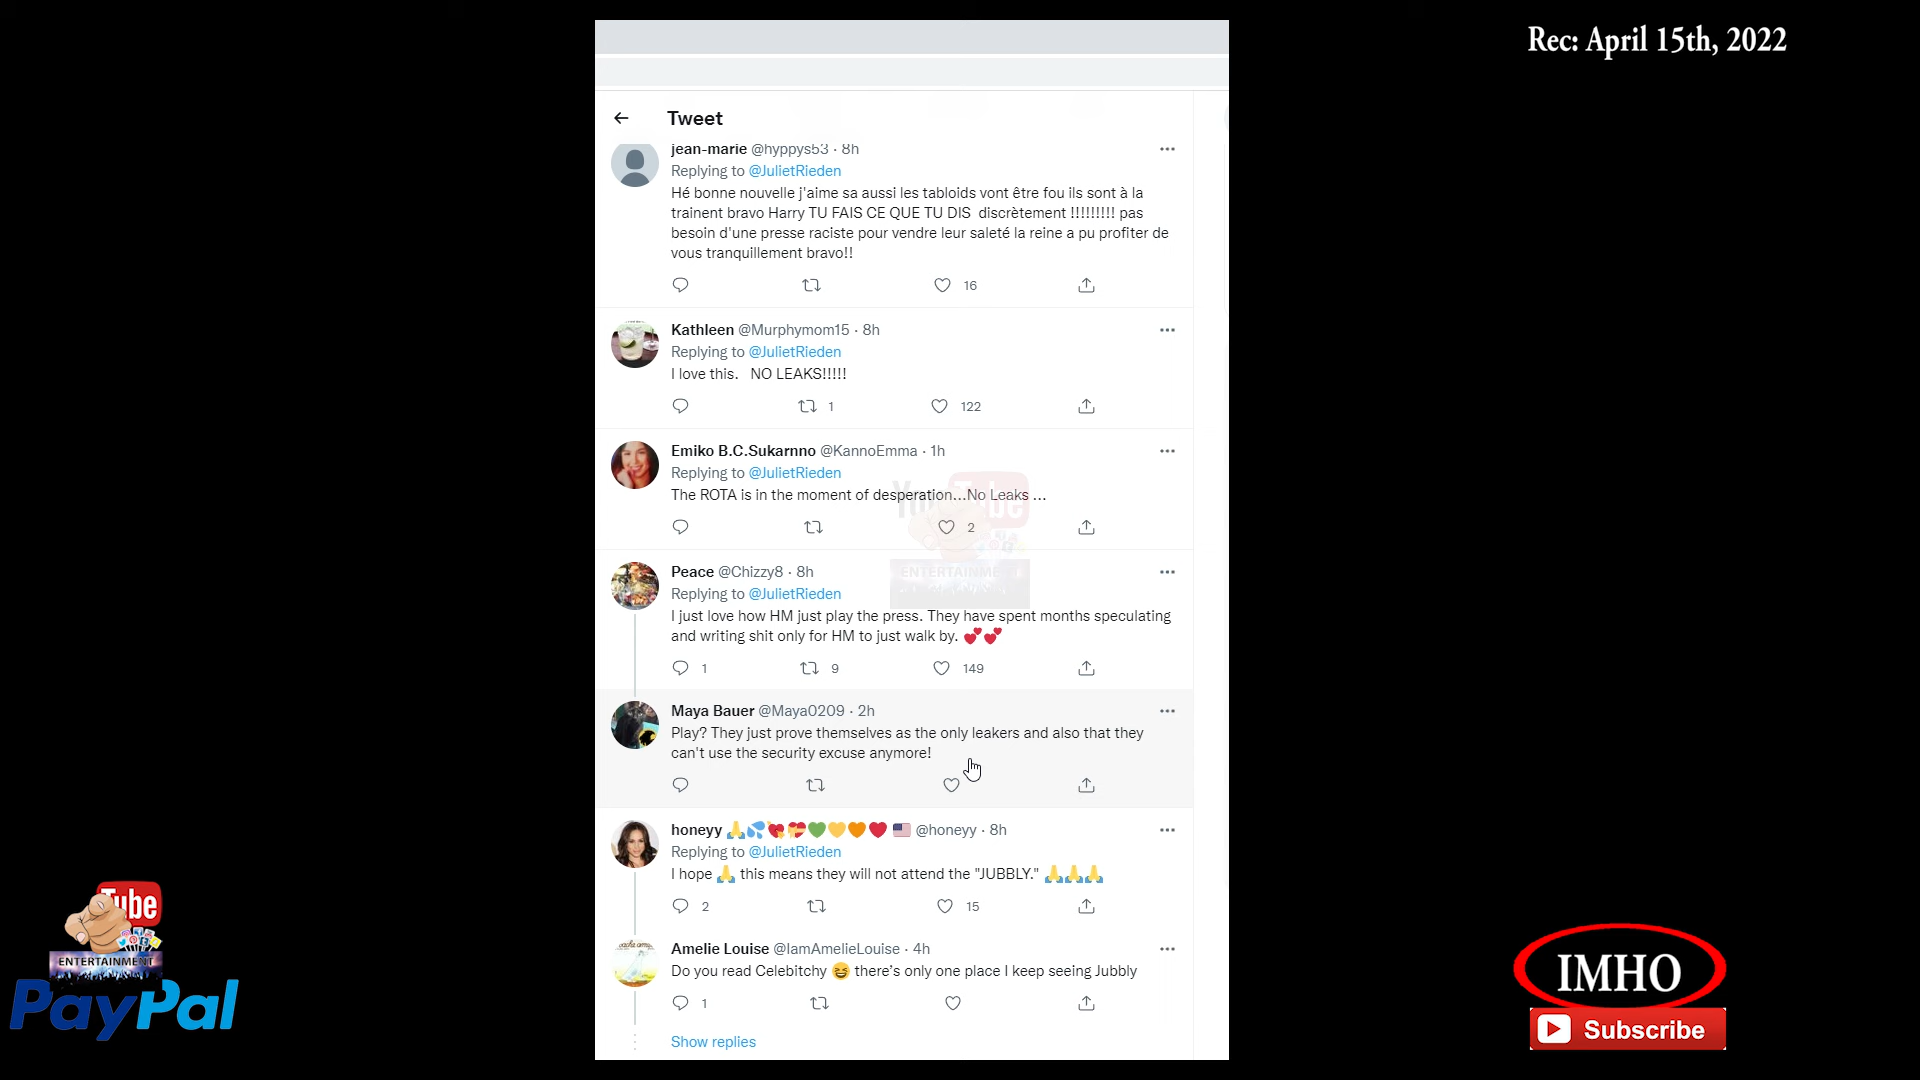 Rec: April 15th, 2022
Tweet
jean-marie @hyppys53 · 8h
Replying to @JulietRieden
Hé bonne nouvelle j'aime sa aussi les tabloids vont être fou ils sont à la
trainent bravo Harry TU FAIS CE QUE TU DIS discrètement !!!!!!!!! pas
besoin d'une presse raciste pour vendre leur saleté la reine a pu profiter de
vous tranquillement bravo!!
16
Kathleen @Murphymom15 · 8h
Replying to @JulietRieden
I love this. NO LEAKS!!!!!
1 122
Emiko B.C.Sukarnno @KannoEmma · 1h
Replying to @JulietRieden
The ROTA is in the moment of desperation...No Leaks ...
2
YouTube
ENTERTAINMENT
Peace @Chizzy8 · 8h
Replying to @JulietRieden
I just love how HM just play the press. They have spent months speculating
and writing shit only for HM to just walk by. 💕💕
1 9 149
Maya Bauer @Maya0209 · 2h
Play? They just prove themselves as the only leakers and also that they
can't use the security excuse anymore!
honeyy 🙏💦💘💝💚💛🧡❤️ 🇺🇸 @honeyy · 8h
Replying to @JulietRieden
I hope 🙏 this means they will not attend the "JUBBLY." 🙏🙏🙏
2 15
Amelie Louise @IamAmelieLouise · 4h
Do you read Celebitchy 😆 there's only one place I keep seeing Jubbly
1
Show replies
Tube
ENTERTAINMENT
PayPal
IMHO
Subscribe